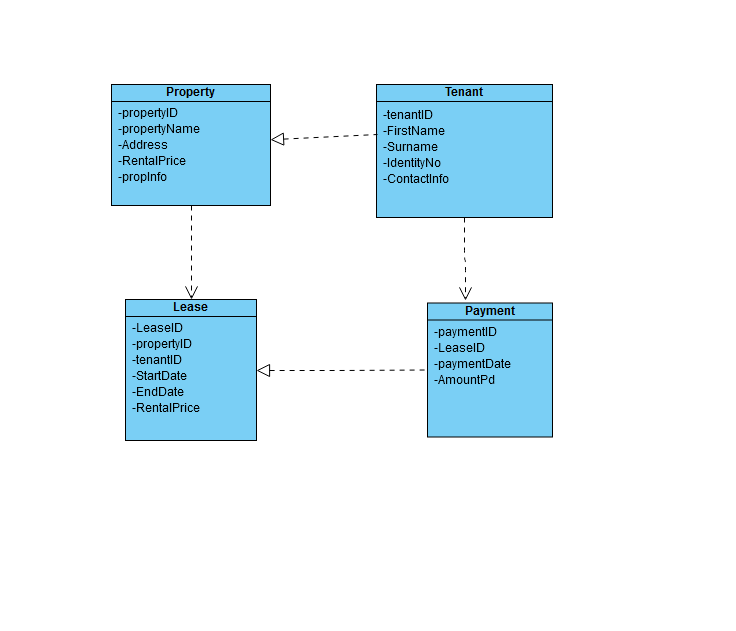 Property
-propertyID
-propertyName
-Address
-RentalPrice
-propInfo
Tenant
-tenantID
-FirstName
-Surname
-IdentityNo
-ContactInfo
Lease
-LeaseID
-propertyID
-tenantID
-StartDate
-EndDate
-RentalPrice
Payment
-paymentID
-LeaseID
-paymentDate
-AmountPd